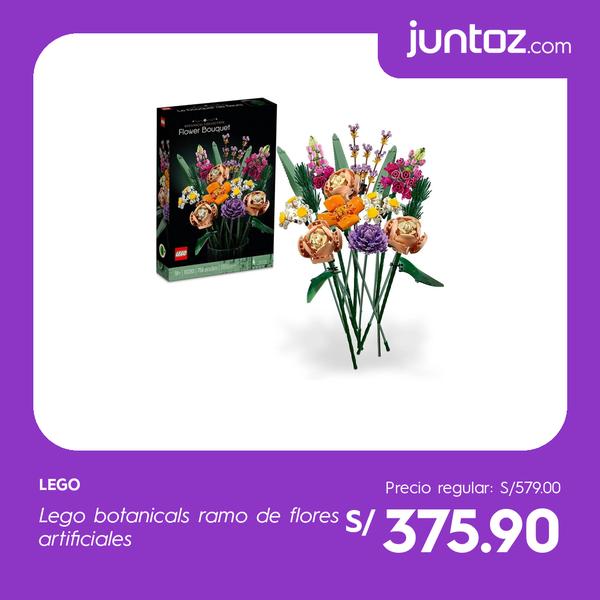 juntoz.com
Flower Bouquet
LEGO
LEGO
Precio regular: S/579.00
Lego botanicals ramo de flores
artificiales
S/ 375.90